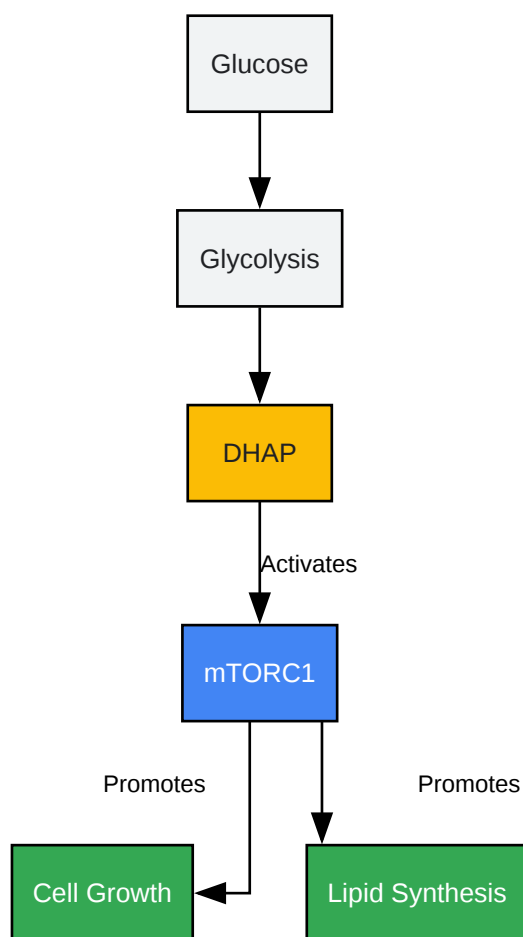 Glucose
Glycolysis
DHAP
Activates
mTORC1
Promotes
Promotes
Cell Growth
Lipid Synthesis